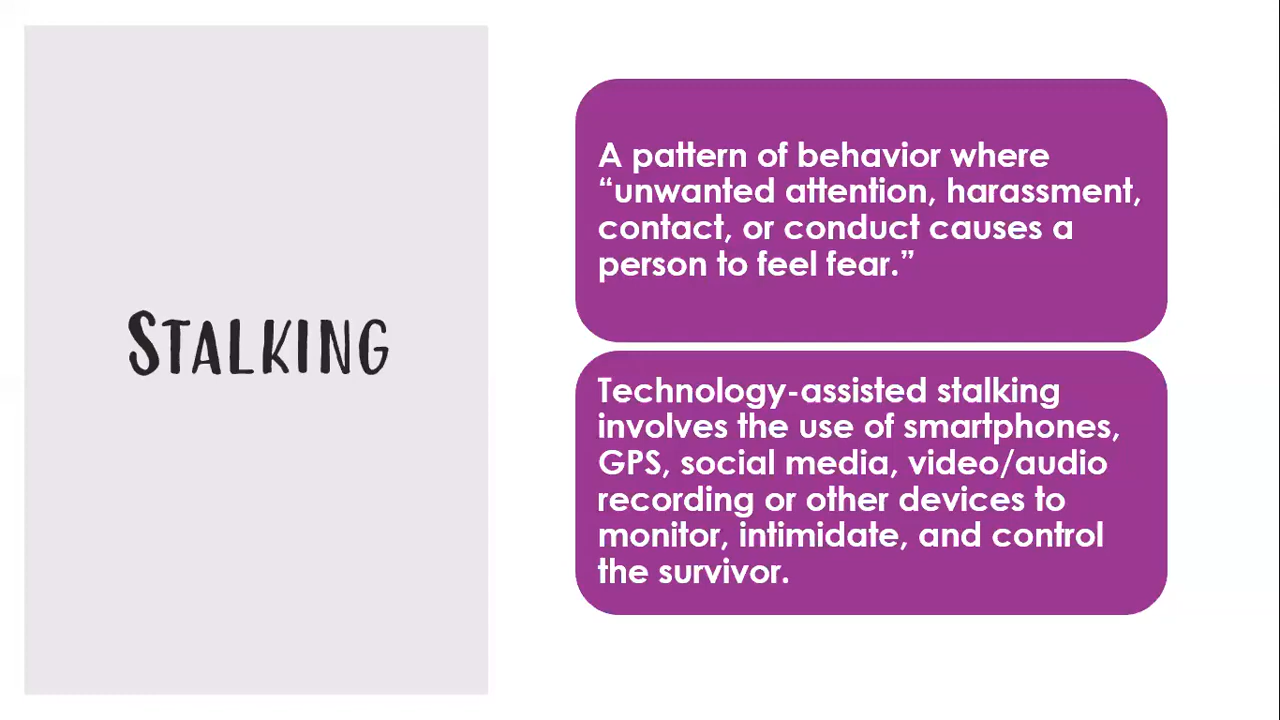 STALKING
A pattern of behavior where
“unwanted attention, harassment,
contact, or conduct causes a
person to feel fear.”
Technology-assisted stalking
involves the use of smartphones,
GPS, social media, video/audio
recording or other devices to
monitor, intimidate, and control
the survivor.